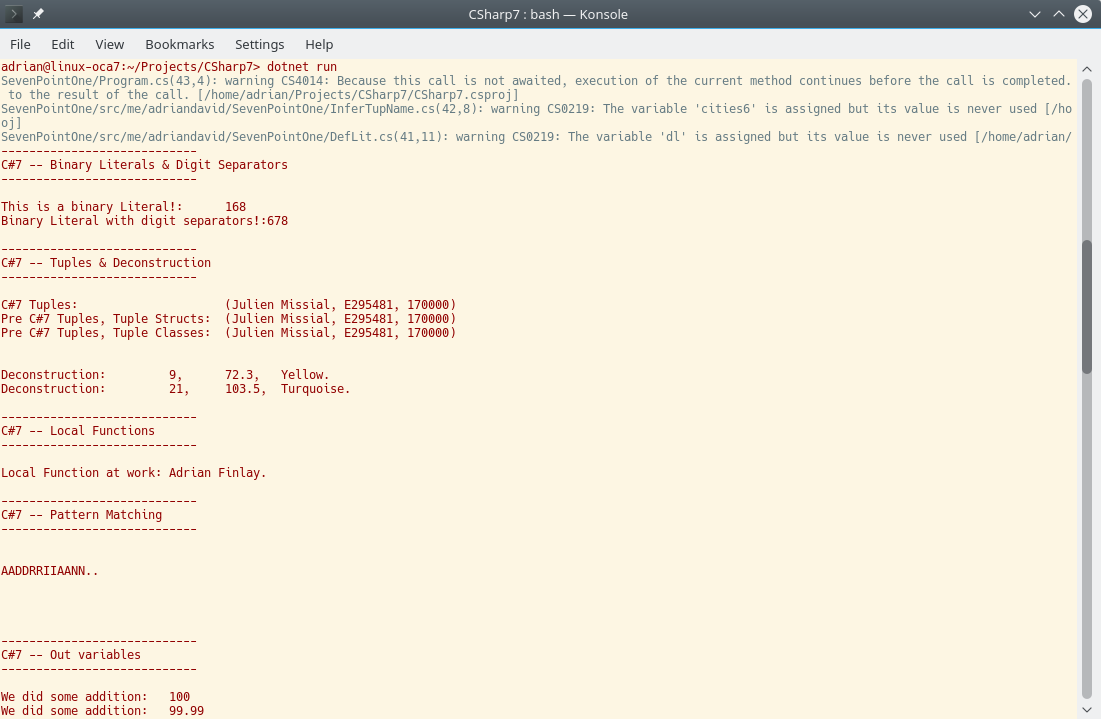 CSharp7 : bash — Konsole
File Edit View Bookmarks Settings Help
adrian@linux-oca7:~/Projects/CSharp7> dotnet run
SevenPointOne/Program.cs(43,4): warning CS4014: Because this call is not awaited, execution of the current method continues before the call is completed.
 to the result of the call. [/home/adrian/Projects/CSharp7/CSharp7.csproj]
SevenPointOne/src/me/adriandavid/SevenPointOne/InferTupName.cs(42,8): warning CS0219: The variable 'cities6' is assigned but its value is never used [/ho
oj]
SevenPointOne/src/me/adriandavid/SevenPointOne/DefLit.cs(41,11): warning CS0219: The variable 'dl' is assigned but its value is never used [/home/adrian/
----------------------------
C#7 -- Binary Literals & Digit Separators
----------------------------
This is a binary Literal!:      168
Binary Literal with digit separators!:678
----------------------------
C#7 -- Tuples & Deconstruction
----------------------------
C#7 Tuples:                     (Julien Missial, E295481, 170000)
Pre C#7 Tuples, Tuple Structs:  (Julien Missial, E295481, 170000)
Pre C#7 Tuples, Tuple Classes:  (Julien Missial, E295481, 170000)
Deconstruction:         9,      72.3,   Yellow.
Deconstruction:         21,     103.5,  Turquoise.
----------------------------
C#7 -- Local Functions
----------------------------
Local Function at work: Adrian Finlay.
----------------------------
C#7 -- Pattern Matching
----------------------------
AADDRRIIAANN..
----------------------------
C#7 -- Out variables
----------------------------
We did some addition:   100
We did some addition:   99.99